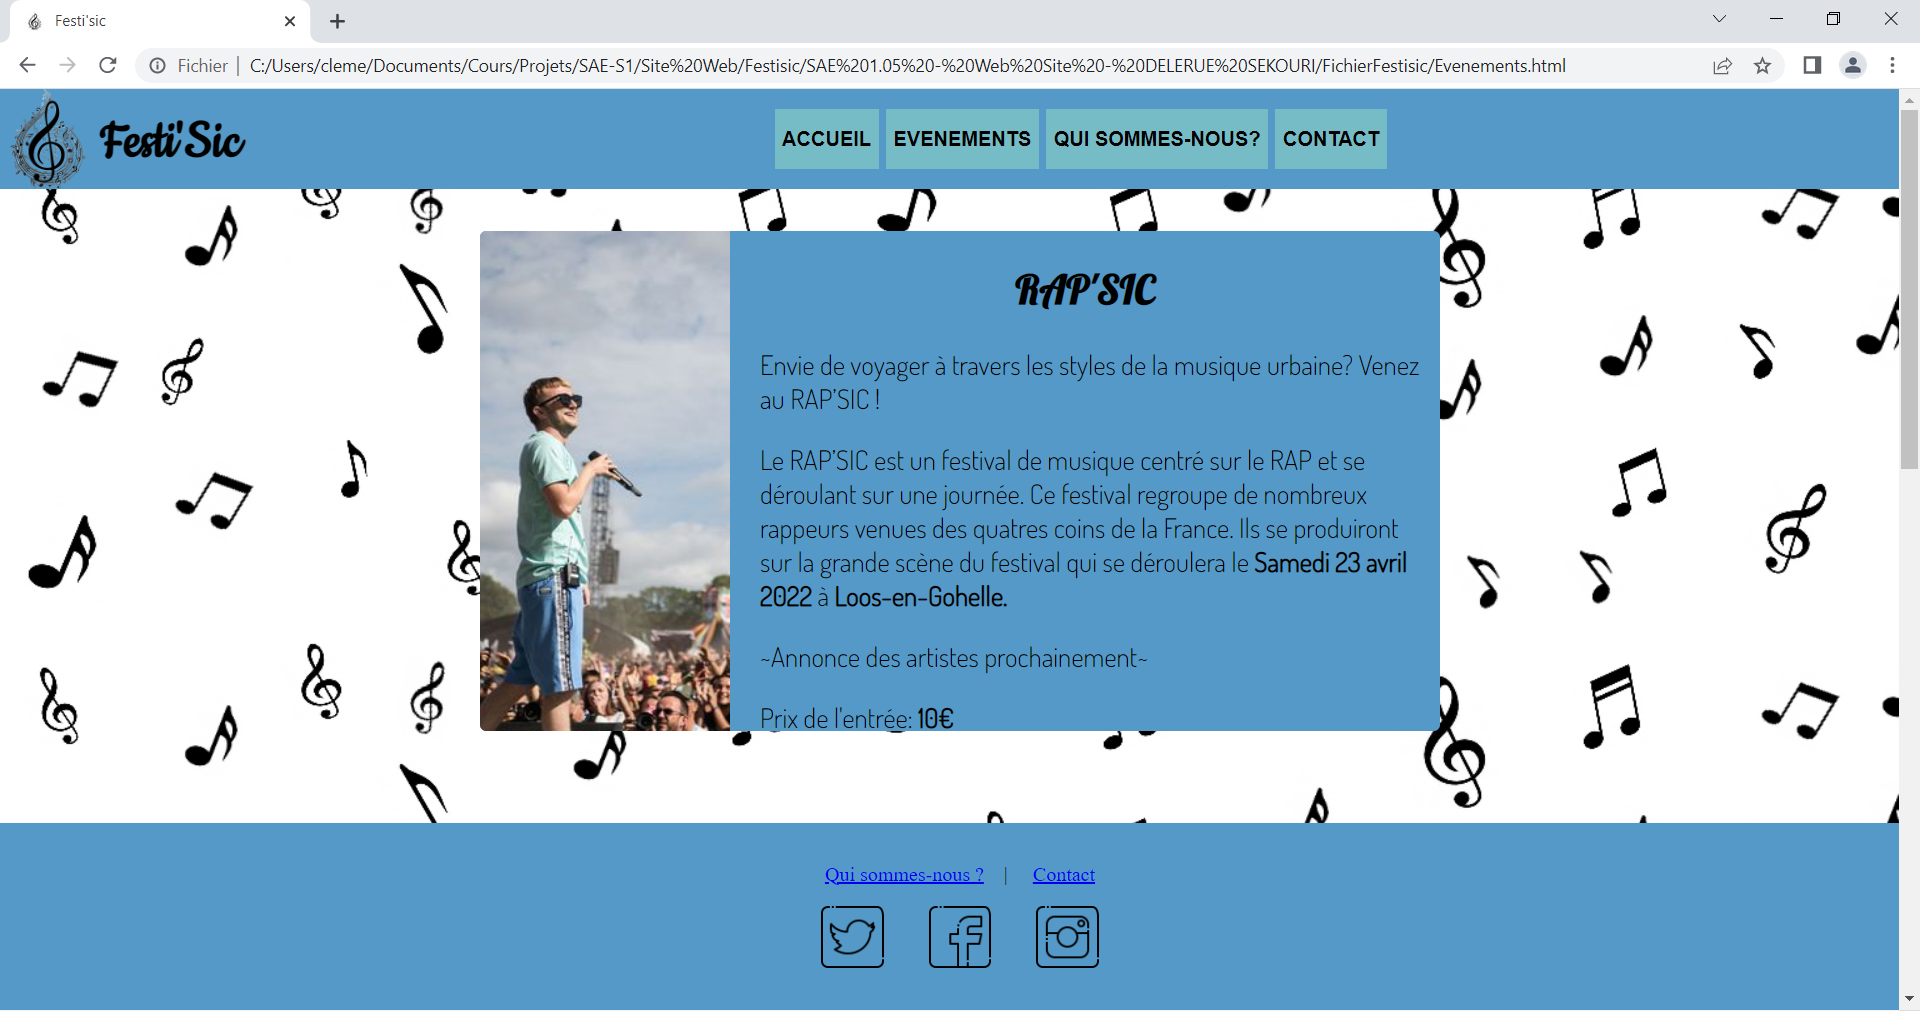 Festi'sic
Fichier | C:/Users/cleme/Documents/Cours/Projets/SAE-S1/Site%20Web/Festisic/SAE%201.05%20-%20Web%20Site%20-%20DELERUE%20SEKOURI/FichierFestisic/Evenements.html
Festi'Sic
ACCUEIL EVENEMENTS QUI SOMMES-NOUS? CONTACT
RAP'SIC
Envie de voyager à travers les styles de la musique urbaine? Venez
au RAP'SIC !
Le RAP'SIC est un festival de musique centré sur le RAP et se
déroulant sur une journée. Ce festival regroupe de nombreux
rappeurs venues des quatres coins de la France. Ils se produiront
sur la grande scène du festival qui se déroulera le Samedi 23 avril
2022 à Loos-en-Gohelle.
~Annonce des artistes prochainement~
Prix de l'entrée: 10€
Qui sommes-nous ? | Contact